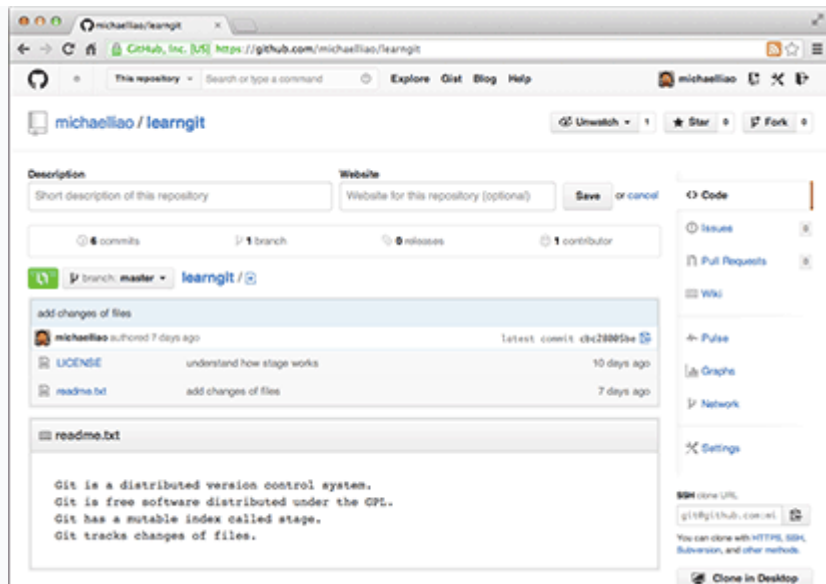 michaelliao/learngit
GitHub, Inc. [US] https://github.com/michaelliao/learngit
This repository Search or type a command Explore Gist Blog Help michaelliao
michaelliao / learngit Unwatch 1 Star 0 Fork 0
Description Website
Short description of this repository Website for this repository (optional) Save or cancel
6 commits 1 branch 0 releases 1 contributor
branch: master learngit /
add changes of files
michaelliao authored 7 days ago latest commit cbc28005be
LICENSE understand how stage works 10 days ago
readme.txt add changes of files 7 days ago
readme.txt
Git is a distributed version control system.
Git is free software distributed under the GPL.
Git has a mutable index called stage.
Git tracks changes of files.
Code
Issues 0
Pull Requests 0
Wiki
Pulse
Graphs
Network
Settings
SSH clone URL
git@github.com:mi
You can clone with HTTPS, SSH,
Subversion, and other methods.
Clone in Desktop